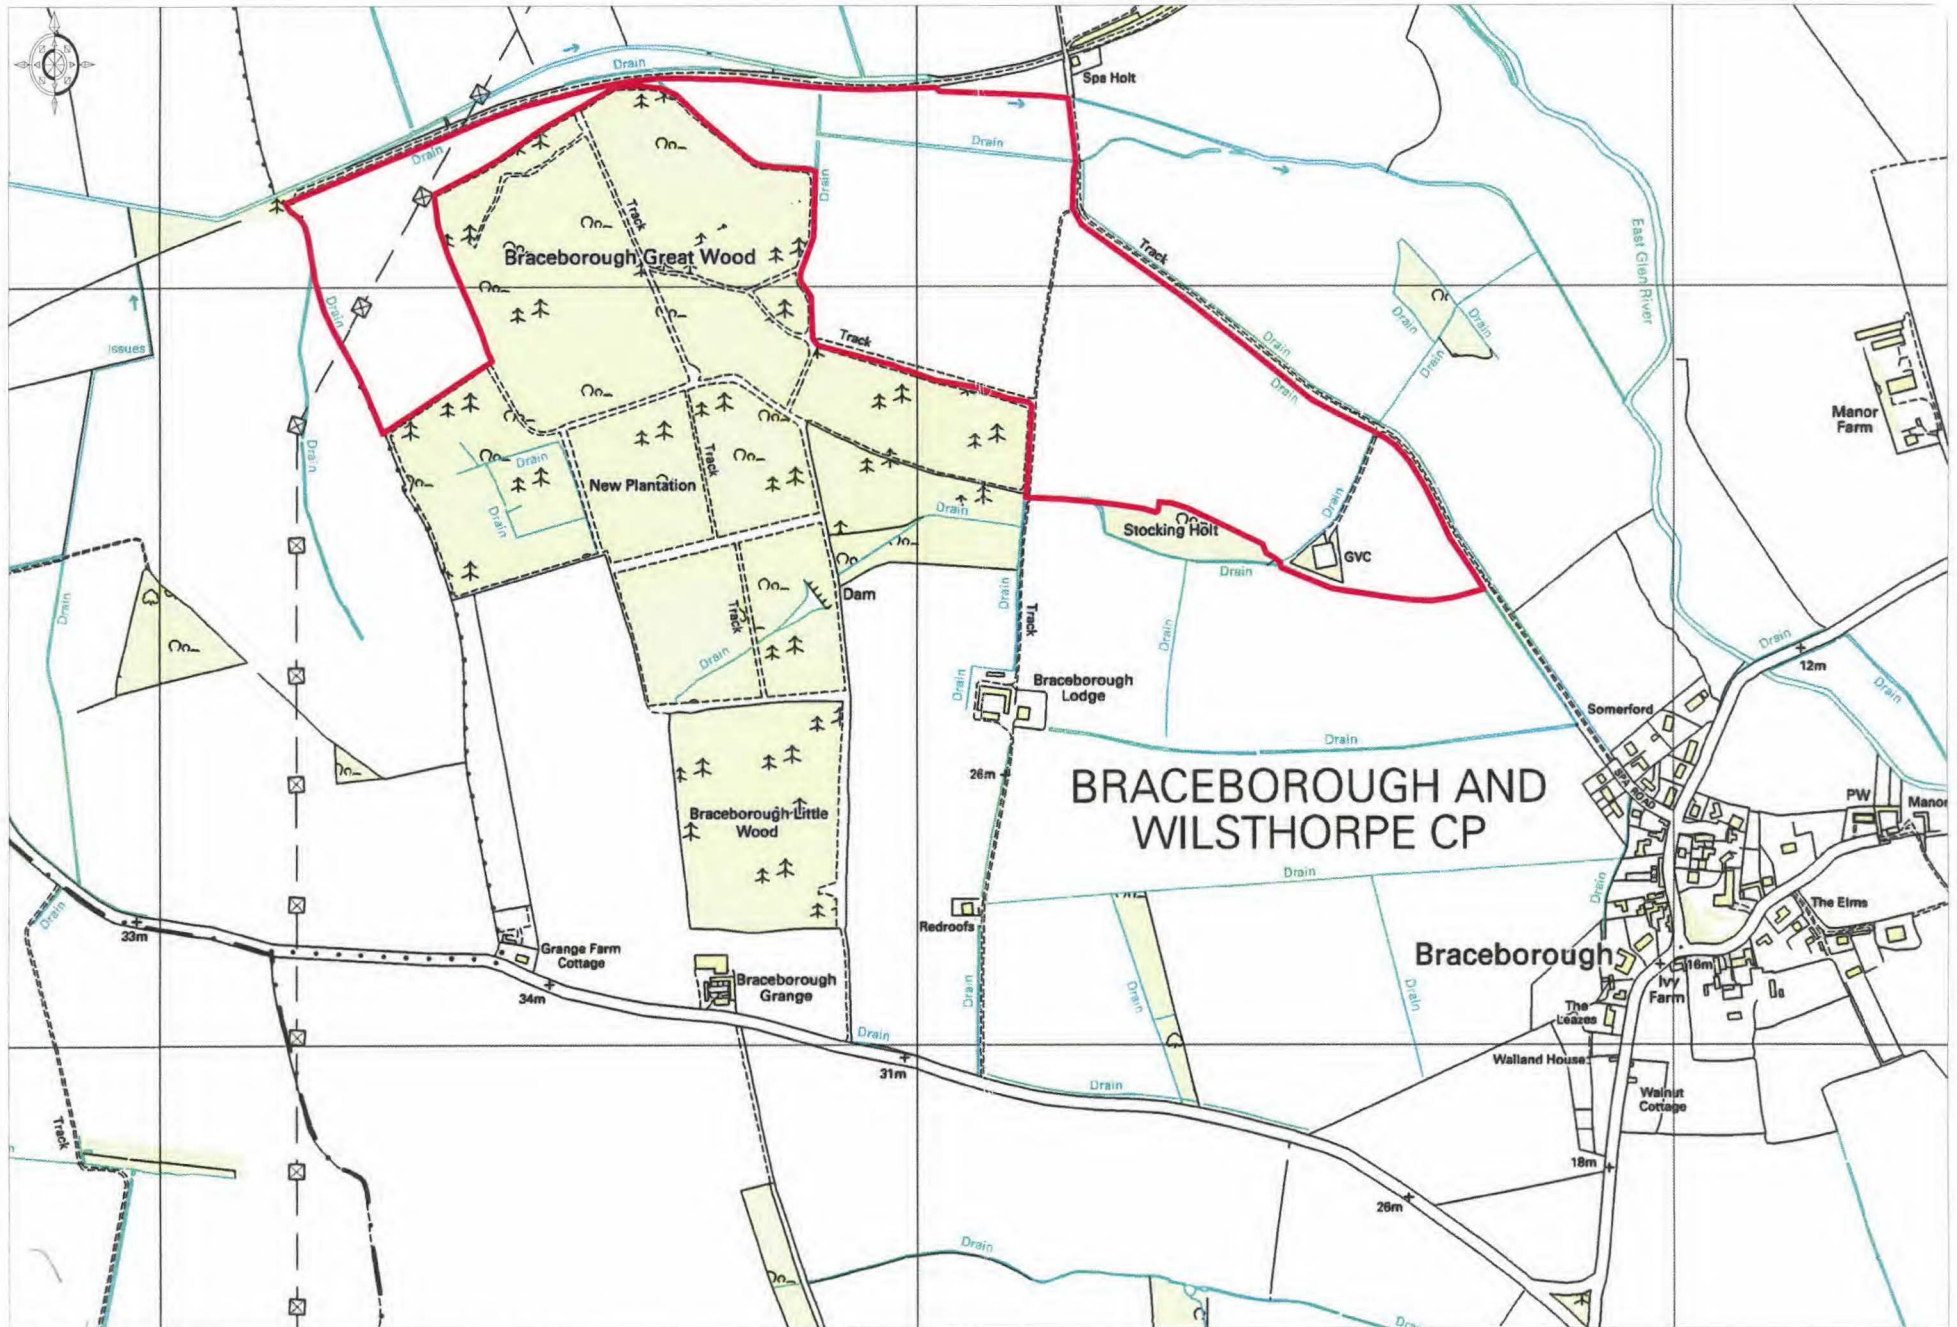 Spa Holt
Drain
Drain
Drain
Drain
Track
Braceborough Great Wood
Track
East Glen River
Drain
Issues
Drain
Drain
Drain
Drain
Drain
Track
Manor
Farm
Drain
Drain
New Plantation
Track
Drain
Drain
Drain
Stocking Holt
GVC
Drain
Drain
Drain
Dam
Drain
Track
Track
Drain
Drain
Drain
Drain
12m
Drain
Braceborough
Lodge
Somerford
Drain
26m
BRACEBOROUGH AND
WILSTHORPE CP
SPA ROAD
PW
Manor
Braceborough Little
Wood
Drain
Drain
The Elms
Redroofs
Drain
33m
Grange Farm
Cottage
Braceborough
16m
Ivy
Farm
34m
Braceborough
Grange
Drain
Drain
Drain
The
Leazes
Drain
31m
Walland House
Drain
Walnut
Cottage
Track
18m
26m
Drain
Drain